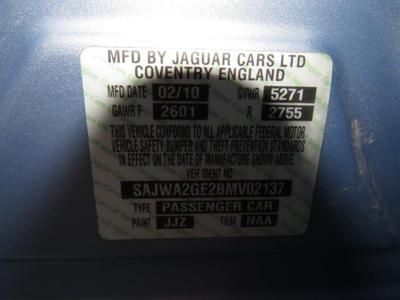 MFD BY JAGUAR CARS LTD
COVENTRY ENGLAND
MFD DATE 02/10 GVWR 5271
GAWR F 2601 R 2755
THIS VEHICLE CONFORMS TO ALL APPLICABLE FEDERAL MOTOR
VEHICLE SAFETY BUMPER AND THEFT PREVENTION STANDARDS
IN EFFECT ON THE DATE OF MANUFACTURE SHOWN ABOVE.
VEH IDENT NO
SAJWA2GE2BMV02137
TYPE PASSENGER CAR
PAINT JJZ TRIM NAA